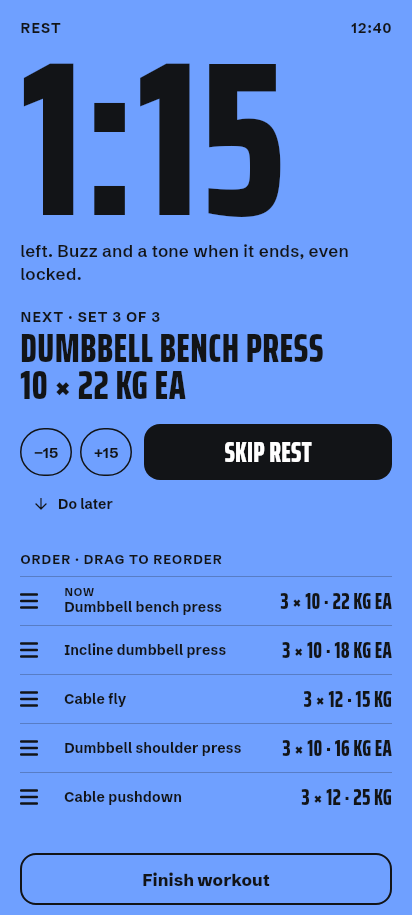 REST 12:40
1:15
left. Buzz and a tone when it ends, even
locked.
NEXT · SET 3 OF 3
DUMBBELL BENCH PRESS
10 × 22 KG EA
−15 +15 SKIP REST
↓ Do later
ORDER · DRAG TO REORDER
NOW
Dumbbell bench press 3 × 10 · 22 KG EA
Incline dumbbell press 3 × 10 · 18 KG EA
Cable fly 3 × 12 · 15 KG
Dumbbell shoulder press 3 × 10 · 16 KG EA
Cable pushdown 3 × 12 · 25 KG
Finish workout